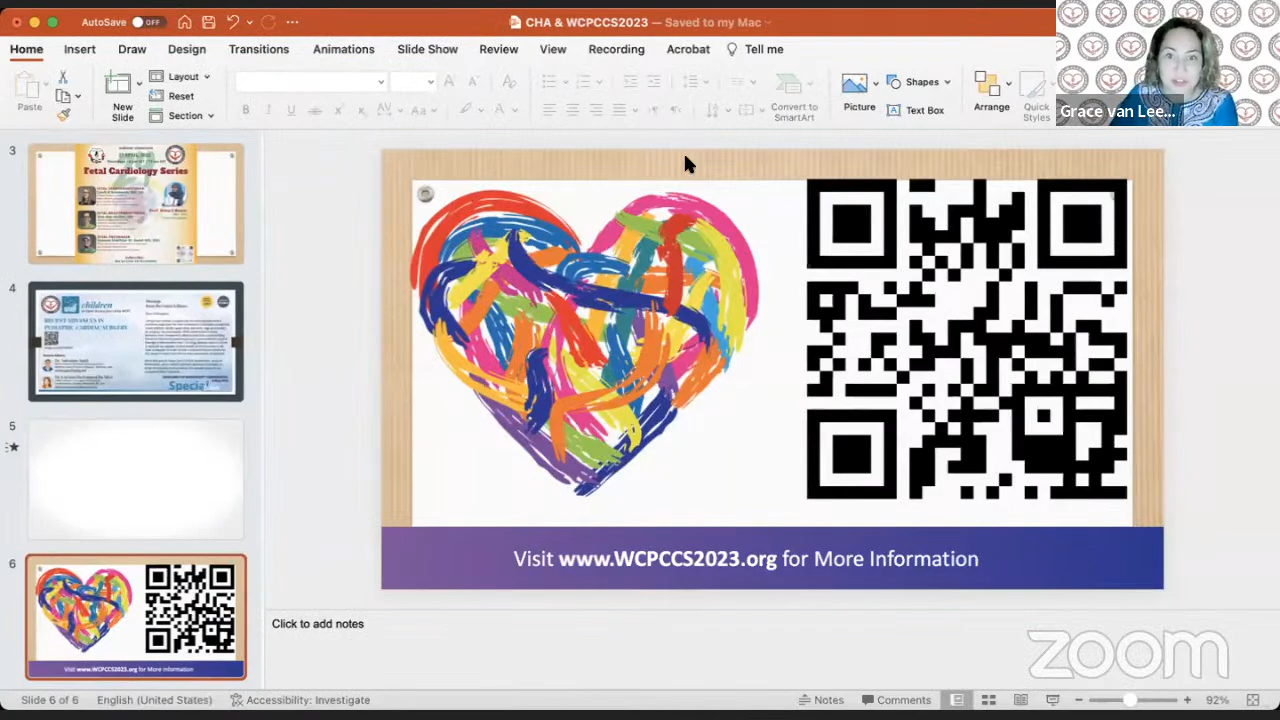 AutoSave OFF
CHA & WCPCCS2023 — Saved to my Mac
Home Insert Draw Design Transitions Animations Slide Show Review View Recording Acrobat Tell me
Paste
New Slide
Layout
Reset
Section
Convert to SmartArt
Picture
Shapes
Text Box
Arrange
Quick Styles
Grace van Lee...
3
Fetal Cardiology Series
4
children
RECENT ADVANCES IN
PEDIATRIC CARDIAC SURGERY
Special
5
6
Visit www.WCPCCS2023.org for More Information
Visit www.WCPCCS2023.org for More Information
Click to add notes
zoom
Slide 6 of 6 English (United States) Accessibility: Investigate Notes Comments 92%